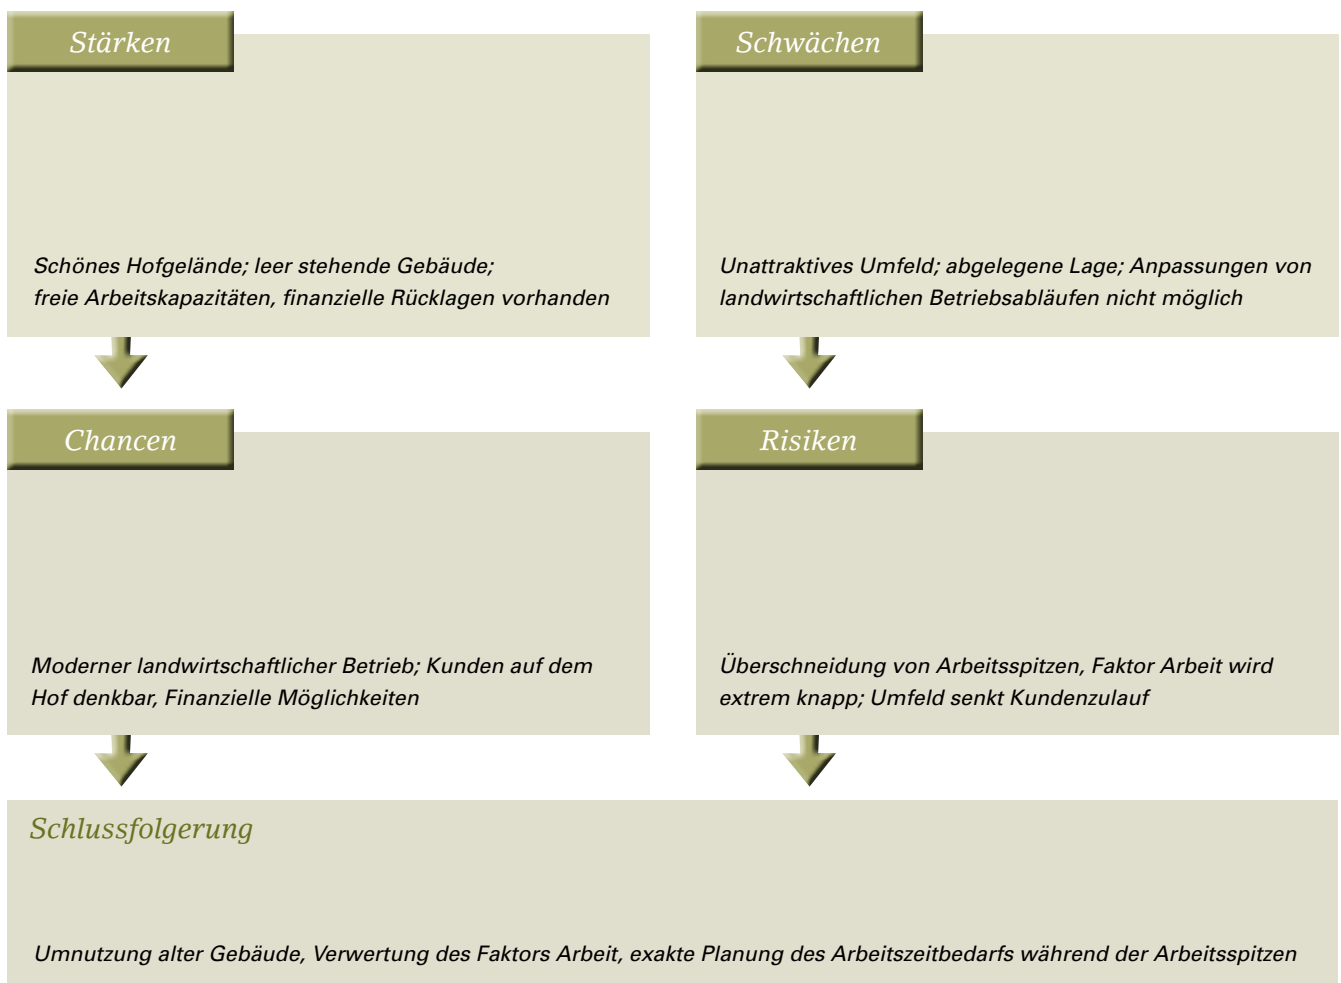 Stärken
Schönes Hofgelände; leer stehende Gebäude;
freie Arbeitskapazitäten, finanzielle Rücklagen vorhanden
Schwächen
Unattraktives Umfeld; abgelegene Lage; Anpassungen von
landwirtschaftlichen Betriebsabläufen nicht möglich
Chancen
Moderner landwirtschaftlicher Betrieb; Kunden auf dem
Hof denkbar, Finanzielle Möglichkeiten
Risiken
Überschneidung von Arbeitsspitzen, Faktor Arbeit wird
extrem knapp; Umfeld senkt Kundenzulauf
Schlussfolgerung
Umnutzung alter Gebäude, Verwertung des Faktors Arbeit, exakte Planung des Arbeitszeitbedarfs während der Arbeitsspitzen